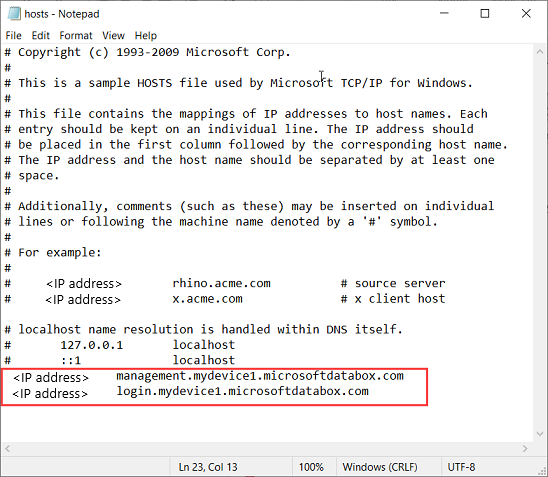 hosts - Notepad
File Edit Format View Help
# Copyright (c) 1993-2009 Microsoft Corp.
#
# This is a sample HOSTS file used by Microsoft TCP/IP for Windows.
#
# This file contains the mappings of IP addresses to host names. Each
# entry should be kept on an individual line. The IP address should
# be placed in the first column followed by the corresponding host name.
# The IP address and the host name should be separated by at least one
# space.
#
# Additionally, comments (such as these) may be inserted on individual
# lines or following the machine name denoted by a '#' symbol.
#
# For example:
#
# <IP address> rhino.acme.com # source server
# <IP address> x.acme.com # x client host

# localhost name resolution is handled within DNS itself.
# 127.0.0.1 localhost
# ::1 localhost
<IP address> management.mydevice1.microsoftdatabox.com
<IP address> login.mydevice1.microsoftdatabox.com
Ln 23, Col 13 100% Windows (CRLF) UTF-8